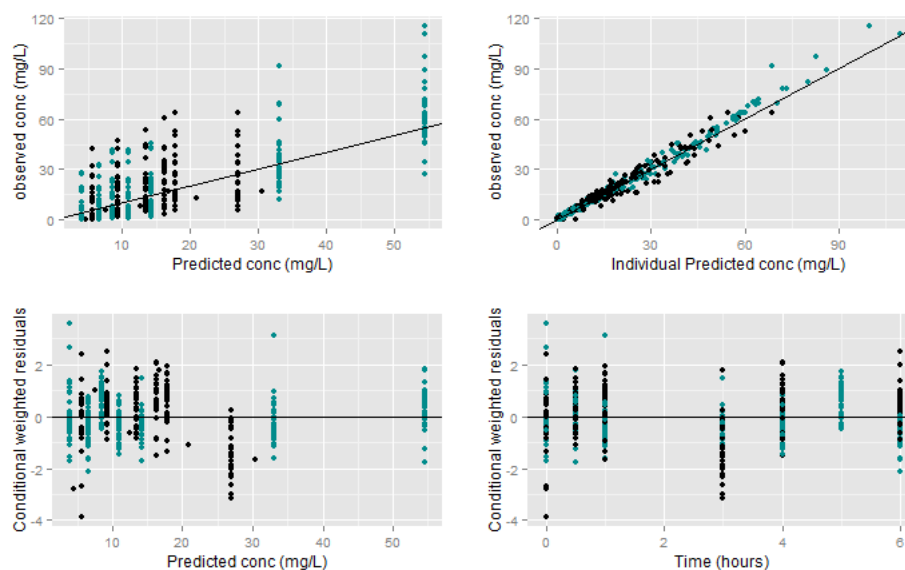 120
90
60
30
0
observed conc (mg/L)
10 20 30 40 50
Predicted conc (mg/L)
120
90
60
30
0
observed conc (mg/L)
0 30 60 90
Individual Predicted conc (mg/L)
2
0
-2
-4
Conditional weighted residuals
10 20 30 40 50
Predicted conc (mg/L)
2
0
-2
-4
Conditional weighted residuals
0 2 4 6
Time (hours)